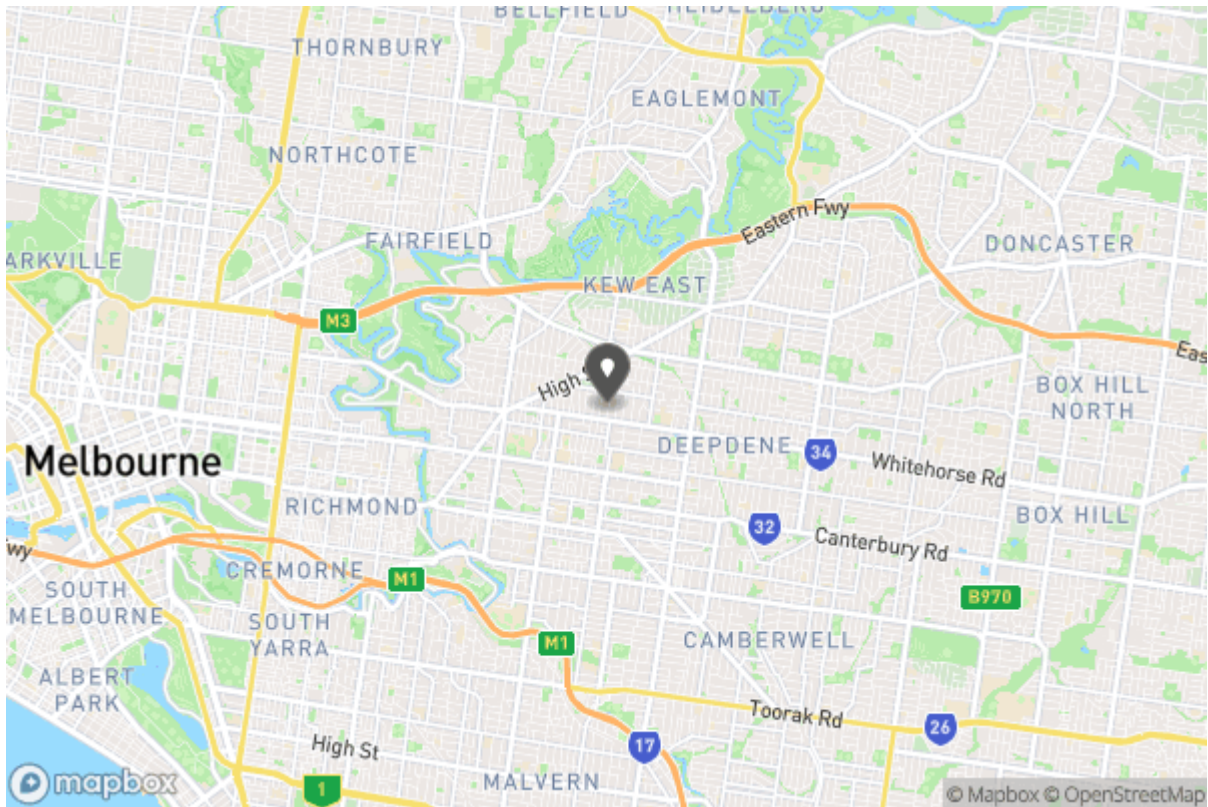 BELLFIELD
HEIDELBERG
THORNBURY
EAGLEMONT
NORTHCOTE
Eastern Fwy
FAIRFIELD
DONCASTER
ARKVILLE
KEW EAST
M3
Eas
High S
BOX HILL
NORTH
DEEPDENE
34
Melbourne
Whitehorse Rd
RICHMOND
BOX HILL
32
Canterbury Rd
Fwy
CREMORNE
M1
SOUTH
MELBOURNE
B970
SOUTH
YARRA
M1
CAMBERWELL
ALBERT
PARK
Toorak Rd
26
High St
17
MALVERN
1
mapbox
© Mapbox © OpenStreetMap